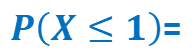 P(X ≤ 1)=